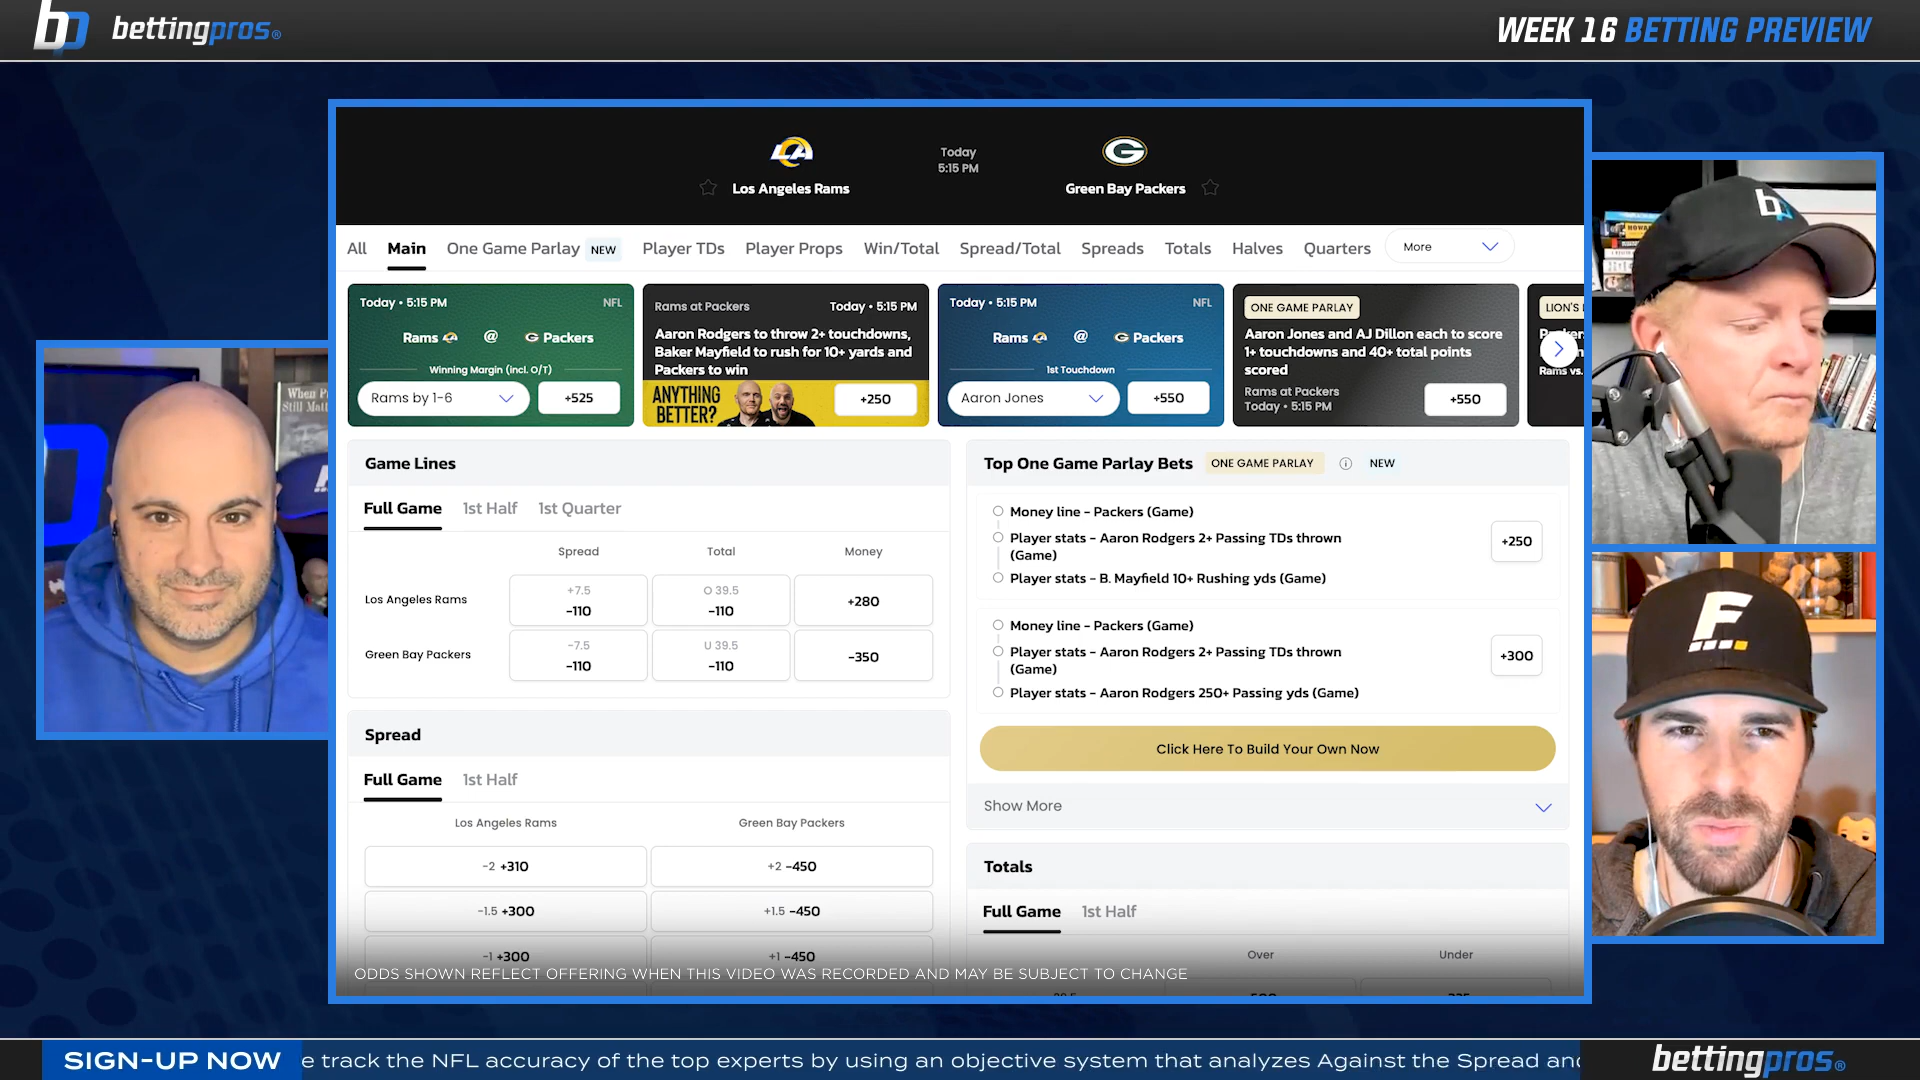 bettingpros®
WEEK 16 BETTING PREVIEW
Los Angeles Rams
Today
5:15 PM
Green Bay Packers
All
Main
One Game Parlay NEW
Player TDs
Player Props
Win/Total
Spread/Total
Spreads
Totals
Halves
Quarters
More
Today • 5:15 PM NFL
Rams @ Packers
Winning Margin (incl. O/T)
Rams by 1-6 +525
Rams at Packers Today • 5:15 PM
Aaron Rodgers to throw 2+ touchdowns,
Baker Mayfield to rush for 10+ yards and
Packers to win
ANYTHING
BETTER?
+250
Today • 5:15 PM NFL
Rams @ Packers
1st Touchdown
Aaron Jones +550
ONE GAME PARLAY
Aaron Jones and AJ Dillon each to score
1+ touchdowns and 40+ total points
scored
Rams at Packers
Today • 5:15 PM
+550
LION'S
Rams vs.
Game Lines
Full Game 1st Half 1st Quarter
Spread Total Money
Los Angeles Rams
+7.5
-110
O 39.5
-110
+280
Green Bay Packers
-7.5
-110
U 39.5
-110
-350
Spread
Full Game 1st Half
Los Angeles Rams Green Bay Packers
-2 +310 +2 -450
-1.5 +300 +1.5 -450
-1 +300 +1 -450
Top One Game Parlay Bets ONE GAME PARLAY NEW
Money line - Packers (Game)
Player stats - Aaron Rodgers 2+ Passing TDs thrown
(Game)
Player stats - B. Mayfield 10+ Rushing yds (Game)
+250
Money line - Packers (Game)
Player stats - Aaron Rodgers 2+ Passing TDs thrown
(Game)
Player stats - Aaron Rodgers 250+ Passing yds (Game)
+300
Click Here To Build Your Own Now
Show More
Totals
Full Game 1st Half
Over Under
ODDS SHOWN REFLECT OFFERING WHEN THIS VIDEO WAS RECORDED AND MAY BE SUBJECT TO CHANGE
SIGN-UP NOW
e track the NFL accuracy of the top experts by using an objective system that analyzes Against the Spread and
bettingpros®